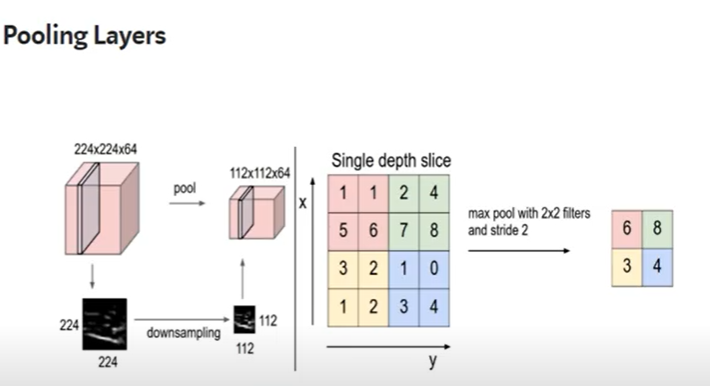 Pooling Layers
224x224x64
pool
112x112x64
224
224
downsampling
112
112
Single depth slice
x
1 1 2 4
5 6 7 8
3 2 1 0
1 2 3 4
y
max pool with 2x2 filters
and stride 2
6 8
3 4